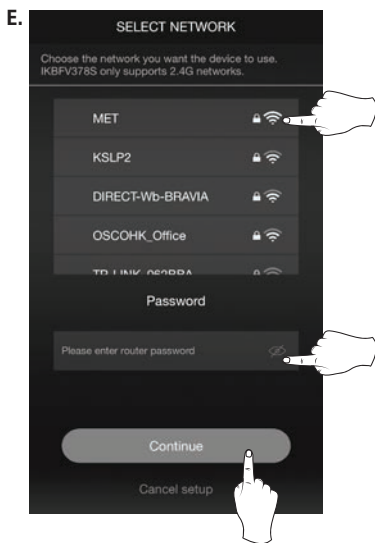 E.
SELECT NETWORK
Choose the network you want the device to use.
IKBFV378S only supports 2.4G networks.
MET
KSLP2
DIRECT-Wb-BRAVIA
OSCOHK_Office
Password
Please enter router password
Continue
Cancel setup